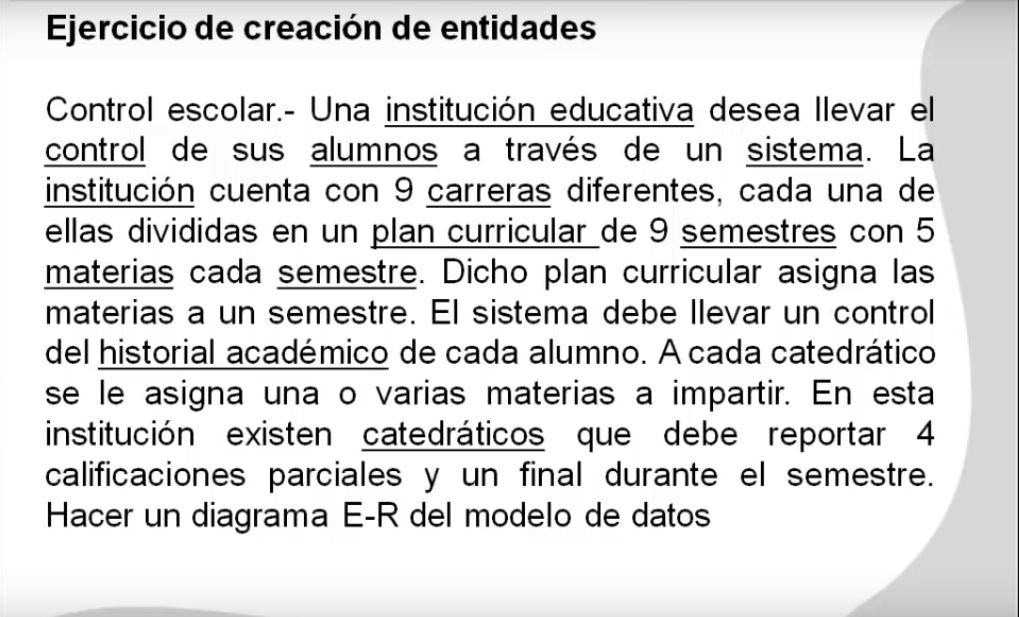 Ejercicio de creación de entidades
Control escolar.- Una institución educativa desea llevar el
control de sus alumnos a través de un sistema. La
institución cuenta con 9 carreras diferentes, cada una de
ellas divididas en un plan curricular de 9 semestres con 5
materias cada semestre. Dicho plan curricular asigna las
materias a un semestre. El sistema debe llevar un control
del historial académico de cada alumno. A cada catedrático
se le asigna una o varias materias a impartir. En esta
institución existen catedráticos que debe reportar 4
calificaciones parciales y un final durante el semestre.
Hacer un diagrama E-R del modelo de datos